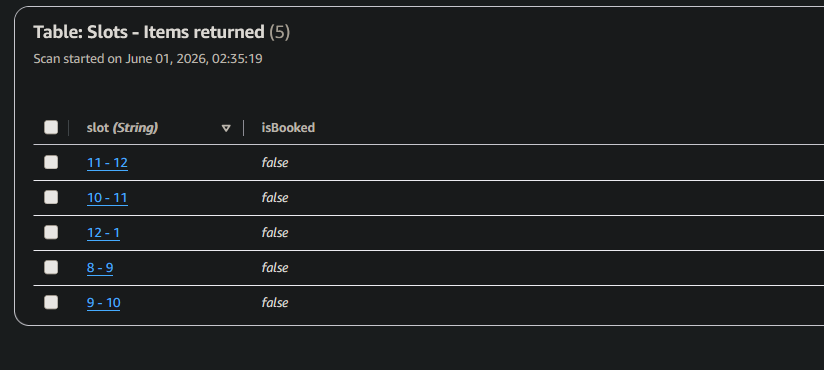 Table: Slots - Items returned (5)
Scan started on June 01, 2026, 02:35:19
slot (String) isBooked
11 - 12 false
10 - 11 false
12 - 1 false
8 - 9 false
9 - 10 false